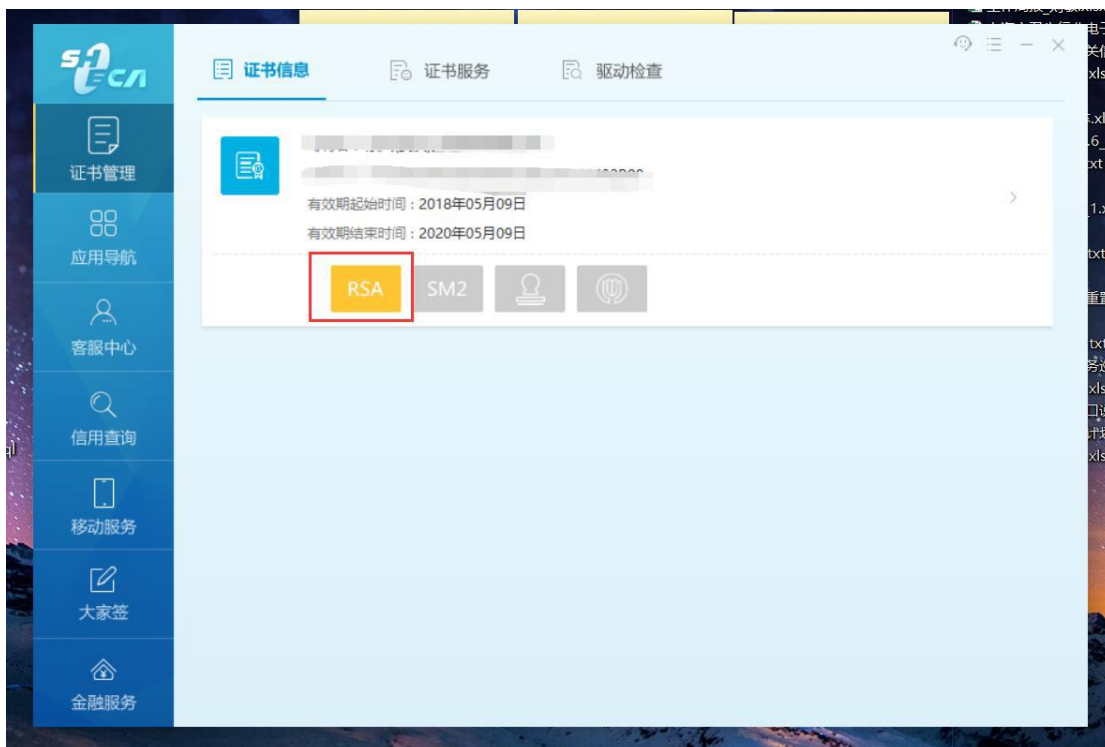 SHECA
证书信息
证书服务
驱动检查
证书管理
应用导航
客服中心
信用查询
移动服务
大家签
金融服务
有效期起始时间：2018年05月09日
有效期结束时间：2020年05月09日
RSA
SM2